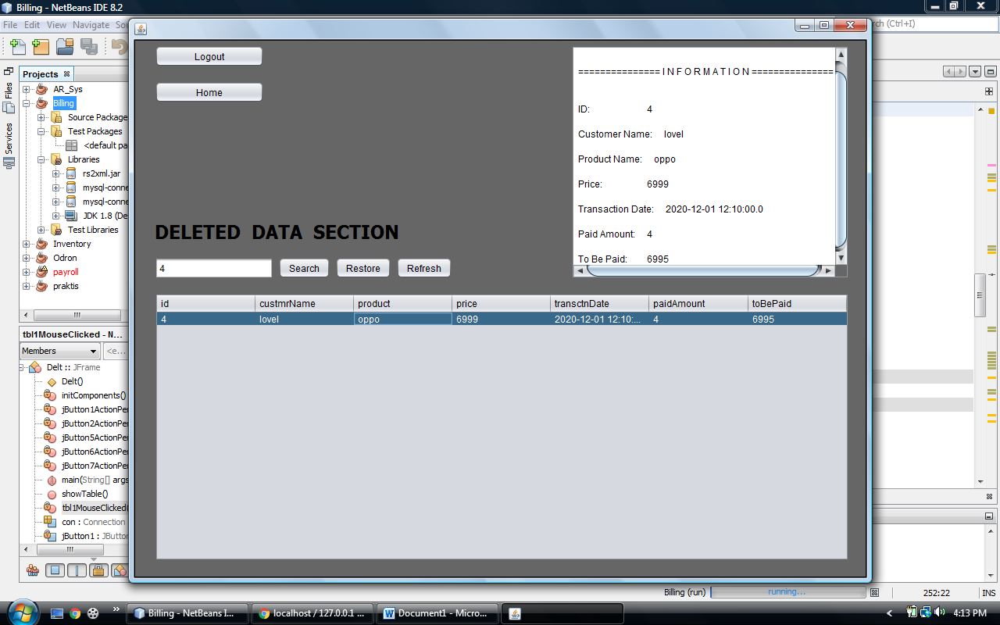 Billing - NetBeans IDE 8.2
File Edit View Navigate Sou
rch (Ctrl+I)
Projects
Files
Services
AR_Sys
Billing
Source Package
Test Packages
<default pa
Libraries
rs2xml.jar
mysql-conne
mysql-conne
JDK 1.8 (De
Test Libraries
Inventory
Odron
payroll
praktis
tbl1MouseClicked - N...
Members
<e...
Delt :: JFrame
Delt()
initComponents()
jButton1ActionPer
jButton2ActionPer
jButton5ActionPer
jButton6ActionPer
jButton7ActionPer
main(String[] args
showTable()
tbl1MouseClicked(
con : Connection
jButton1 : JButto
Logout
Home
=============== I N F O R M A T I O N ===============
ID: 4
Customer Name: lovel
Product Name: oppo
Price: 6999
Transaction Date: 2020-12-01 12:10:00.0
Paid Amount: 4
To Be Paid: 6995
DELETED DATA SECTION
4 Search Restore Refresh
id custmrName product price transctnDate paidAmount toBePaid
4 lovel oppo 6999 2020-12-01 12:10:... 4 6995
Billing (run) running... 252:22 INS
Billing - NetBeans I... localhost / 127.0.0.1 ... Document1 - Micro... 4:13 PM